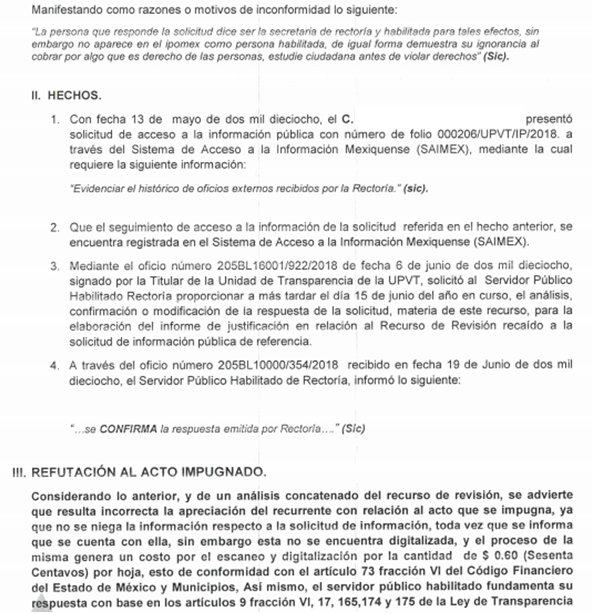 Manifestando como razones o motivos de inconformidad lo siguiente:
"La persona que responde la solicitud dice ser la secretaria de rectoría y habilitada para tales efectos, sin
embargo no aparece en el ipomex como persona habilitada, de igual forma demuestra su ignorancia al
cobrar por algo que es derecho de las personas, estudie ciudadana antes de violar derechos" (Sic).
II. HECHOS.
1. Con fecha 13 de mayo de dos mil dieciocho, el C. presentó
solicitud de acceso a la información pública con número de folio 000206/UPVT/IP/2018. a
través del Sistema de Acceso a la Información Mexiquense (SAIMEX), mediante la cual
requiere la siguiente información:
"Evidenciar el histórico de oficios externos recibidos por la Rectoría." (sic).
2. Que el seguimiento de acceso a la información de la solicitud referida en el hecho anterior, se
encuentra registrada en el Sistema de Acceso a la Información Mexiquense (SAIMEX).
3. Mediante el oficio número 205BL16001/922/2018 de fecha 6 de junio de dos mil dieciocho,
signado por la Titular de la Unidad de Transparencia de la UPVT, solicitó al Servidor Público
Habilitado Rectoría proporcionar a más tardar el día 15 de junio del año en curso, el análisis,
confirmación o modificación de la respuesta de la solicitud, materia de este recurso, para la
elaboración del informe de justificación en relación al Recurso de Revisión recaído a la
solicitud de información pública de referencia.
4. A través del oficio número 205BL10000/354/2018 recibido en fecha 19 de Junio de dos mil
dieciocho, el Servidor Público Habilitado de Rectoría, informó lo siguiente:
"...se CONFIRMA la respuesta emitida por Rectoría...." (Sic)
III. REFUTACIÓN AL ACTO IMPUGNADO.
Considerando lo anterior, y de un análisis concatenado del recurso de revisión, se advierte
que resulta incorrecta la apreciación del recurrente con relación al acto que se impugna, ya
que no se niega la información respecto a la solicitud de información, toda vez que se informa
que se cuenta con ella, sin embargo esta no se encuentra digitalizada, y el proceso de la
misma genera un costo por el escaneo y digitalización por la cantidad de $ 0.60 (Sesenta
Centavos) por hoja, esto de conformidad con el artículo 73 fracción VI del Código Financiero
del Estado de México y Municipios, Así mismo, el servidor público habilitado fundamenta su
respuesta con base en los artículos 9 fracción VI, 17, 165,174 y 175 de la Ley de Transparencia